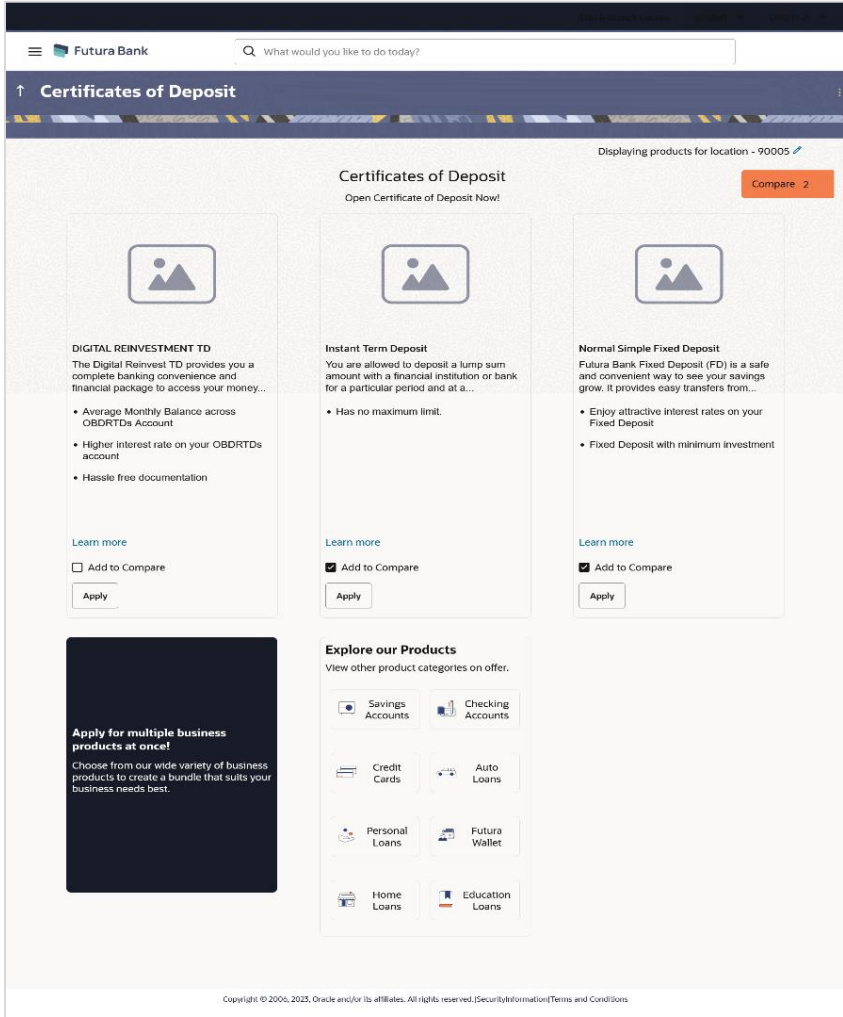 Futura Bank
What would you like to do today?
Certificates of Deposit
Displaying products for location - 90005
Certificates of Deposit
Open Certificate of Deposit Now!
Compare 2
DIGITAL REINVESTMENT TD
The Digital Reinvest TD provides you a
complete banking convenience and
financial package to access your money...
• Average Monthly Balance across
OBDRTDs Account
• Higher interest rate on your OBDRTDs
account
• Hassle free documentation
Learn more
Add to Compare
Apply
Instant Term Deposit
You are allowed to deposit a lump sum
amount with a financial institution or bank
for a particular period and at a...
• Has no maximum limit.
Learn more
Add to Compare
Apply
Normal Simple Fixed Deposit
Futura Bank Fixed Deposit (FD) is a safe
and convenient way to see your savings
grow. It provides easy transfers from...
• Enjoy attractive interest rates on your
Fixed Deposit
• Fixed Deposit with minimum investment
Learn more
Add to Compare
Apply
Apply for multiple business
products at once!
Choose from our wide variety of business
products to create a bundle that suits your
business needs best.
Explore our Products
View other product categories on offer.
Savings
Accounts
Checking
Accounts
Credit
Cards
Auto
Loans
Personal
Loans
Futura
Wallet
Home
Loans
Education
Loans
Copyright © 2006, 2023, Oracle and/or its affiliates. All rights reserved.|SecurityInformation|Terms and Conditions